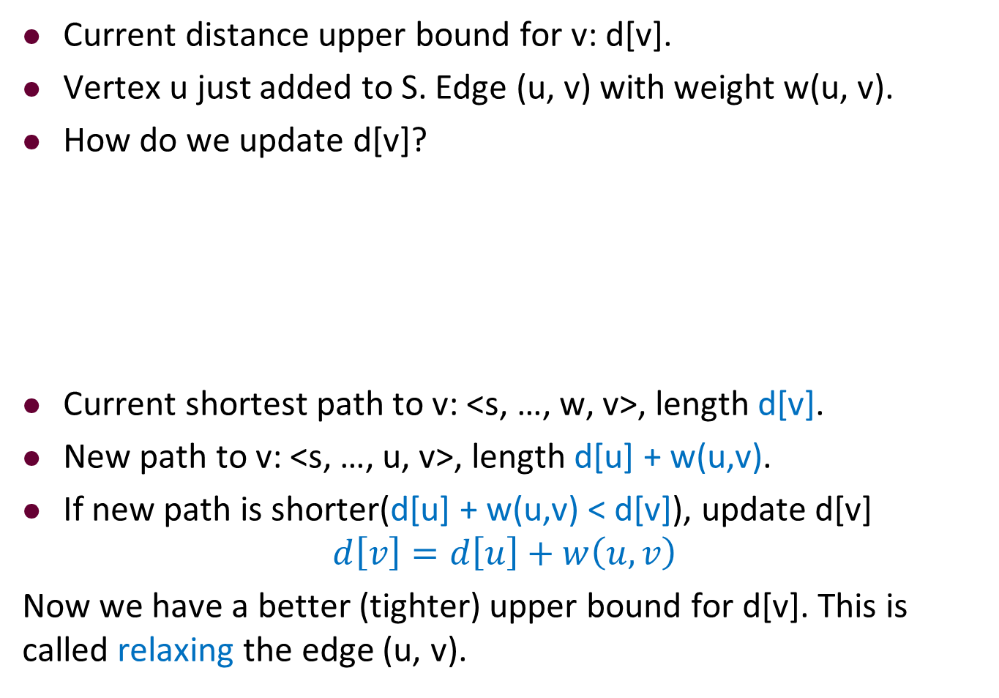 • Current distance upper bound for v: d[v].
• Vertex u just added to S. Edge (u, v) with weight w(u, v).
• How do we update d[v]?
• Current shortest path to v: <s, …, w, v>, length d[v].
• New path to v: <s, …, u, v>, length d[u] + w(u,v).
• If new path is shorter(d[u] + w(u,v) < d[v]), update d[v]
𝑑[𝑣] = 𝑑[𝑢] + 𝑤(𝑢, 𝑣)
Now we have a better (tighter) upper bound for d[v]. This is
called relaxing the edge (u, v).